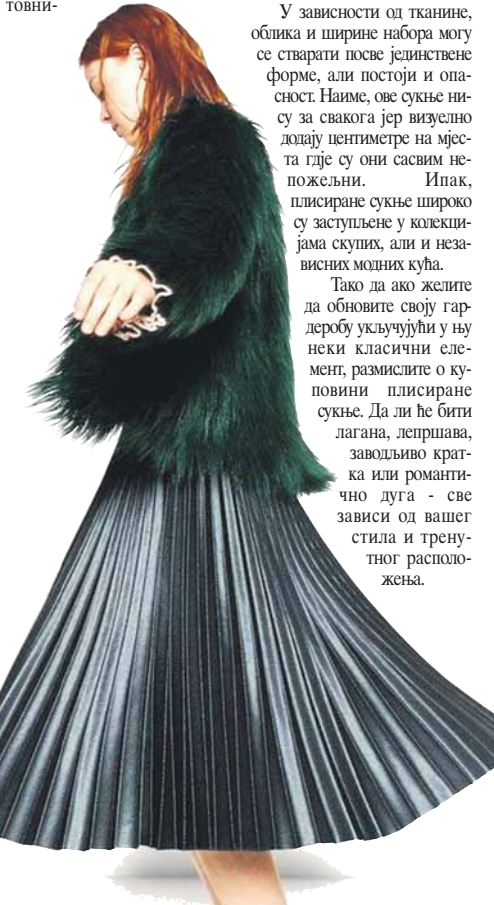 товни-
У зависности од тканине,
облика и ширине набора могу
се стварати посве јединствене
форме, али постоји и опа-
сност. Наиме, ове сукње ни-
су за свакога јер визуелно
додају центиметре на мјес-
та гдје су они сасвим не-
пожељни. Ипак,
плисиране сукње широко
су заступљене у колекци-
јама скупих, али и неза-
висних модних кућа.
Тако да ако желите
да обновите своју гар-
деробу укључујући у њу
неки класични еле-
мент, размислите о ку-
повини плисиране
сукње. Да ли ће бити
лагана, лепршава,
заводљиво крат-
ка или романти-
чно дуга - све
зависи од вашег
стила и трену-
тног располо-
жења.